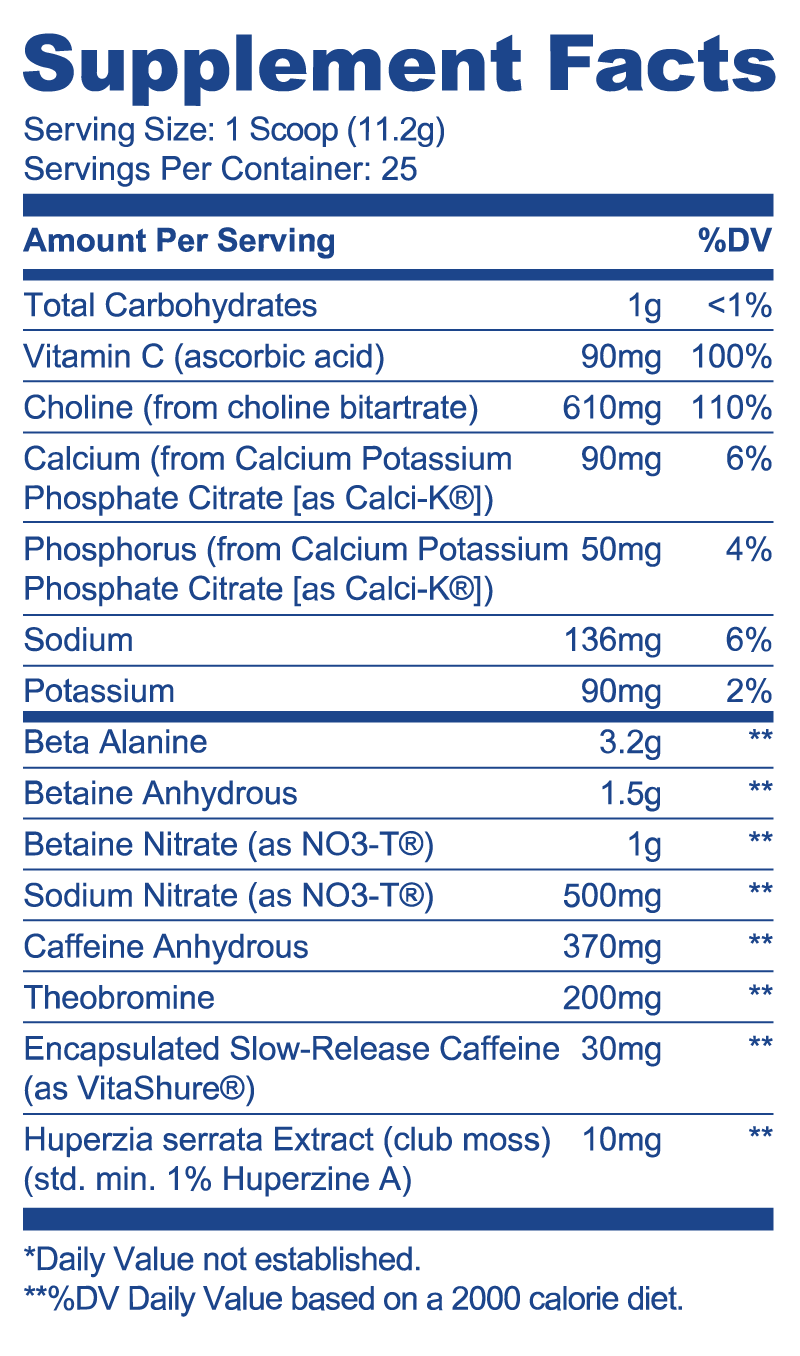 Supplement Facts
Serving Size: 1 Scoop (11.2g)
Servings Per Container: 25
Amount Per Serving %DV
Total Carbohydrates 1g <1%
Vitamin C (ascorbic acid) 90mg 100%
Choline (from choline bitartrate) 610mg 110%
Calcium (from Calcium Potassium 90mg 6%
Phosphate Citrate [as Calci-K®])
Phosphorus (from Calcium Potassium 50mg 4%
Phosphate Citrate [as Calci-K®])
Sodium 136mg 6%
Potassium 90mg 2%
Beta Alanine 3.2g **
Betaine Anhydrous 1.5g **
Betaine Nitrate (as NO3-T®) 1g **
Sodium Nitrate (as NO3-T®) 500mg **
Caffeine Anhydrous 370mg **
Theobromine 200mg **
Encapsulated Slow-Release Caffeine 30mg **
(as VitaShure®)
Huperzia serrata Extract (club moss) 10mg **
(std. min. 1% Huperzine A)
*Daily Value not established.
**%DV Daily Value based on a 2000 calorie diet.